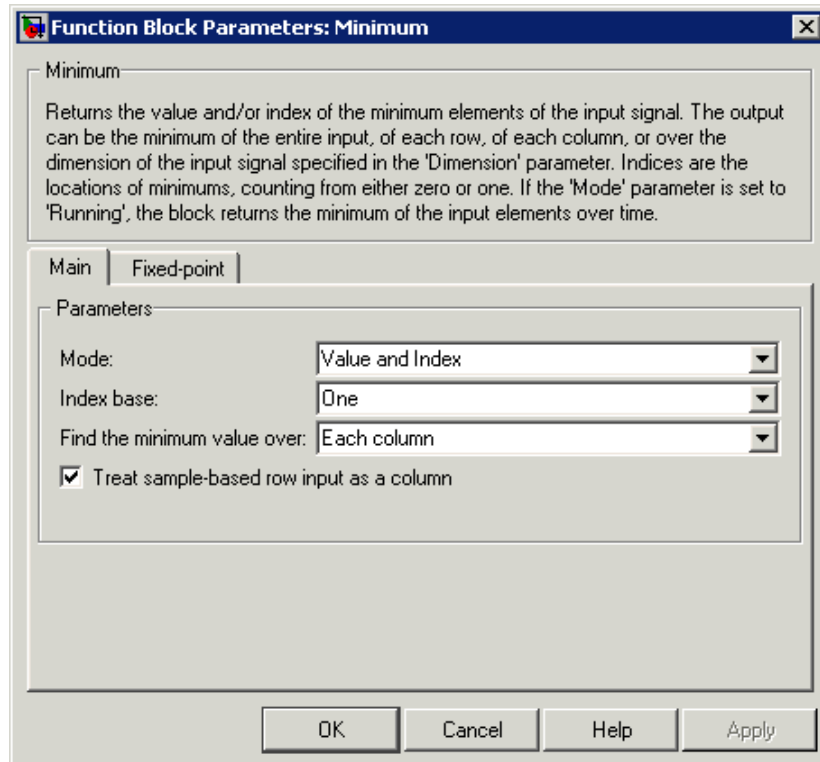 Function Block Parameters: Minimum
Minimum
Returns the value and/or index of the minimum elements of the input signal. The output
can be the minimum of the entire input, of each row, of each column, or over the
dimension of the input signal specified in the 'Dimension' parameter. Indices are the
locations of minimums, counting from either zero or one. If the 'Mode' parameter is set to
'Running', the block returns the minimum of the input elements over time.
Main Fixed-point
Parameters
Mode: Value and Index
Index base: One
Find the minimum value over: Each column
Treat sample-based row input as a column
OK Cancel Help Apply